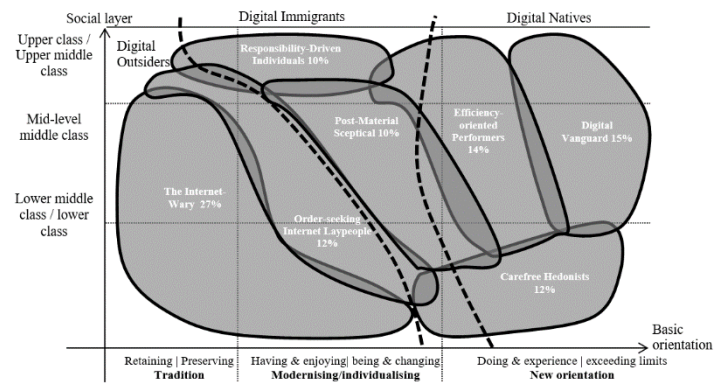 Social layer
Digital Immigrants
Digital Natives
Upper class /
Upper middle
class
Digital
Outsiders
Responsibility-Driven
Individuals 10%
Mid-level
middle class
Post-Material
Sceptical 10%
Efficiency-
oriented
Performers
14%
Digital
Vanguard 15%
Lower middle
class / lower
class
The Internet-
Wary 27%
Order-seeking
Internet Laypeople
12%
Carefree Hedonists
12%
Basic
orientation
Retaining | Preserving
Tradition
Having & enjoying| being & changing
Modernising/individualising
Doing & experience | exceeding limits
New orientation